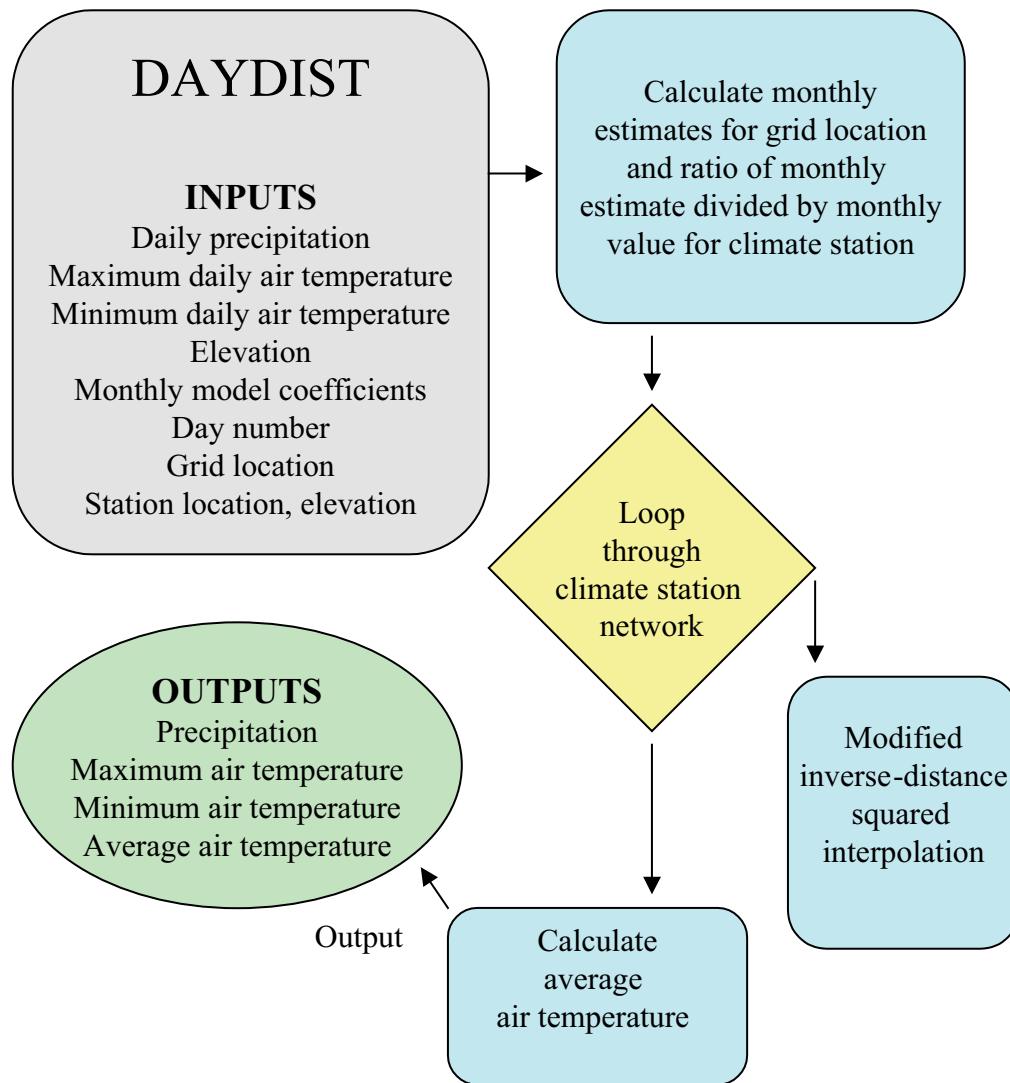 DAYDIST
INPUTS
Daily precipitation
Maximum daily air temperature
Minimum daily air temperature
Elevation
Monthly model coefficients
Day number
Grid location
Station location, elevation
Calculate monthly
estimates for grid location
and ratio of monthly
estimate divided by monthly
value for climate station
Loop
through
climate station
network
Modified
inverse-distance
squared
interpolation
Calculate
average
air temperature
Output
OUTPUTS
Precipitation
Maximum air temperature
Minimum air temperature
Average air temperature